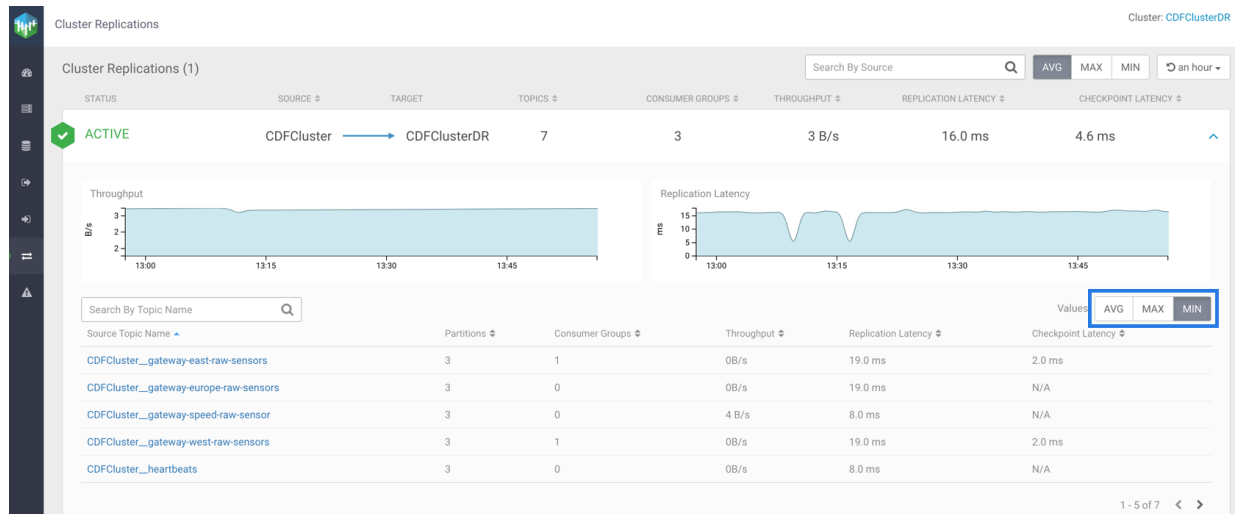 Cluster Replications
Cluster: CDFClusterDR
Cluster Replications (1)
Search By Source AVG MAX MIN an hour
STATUS SOURCE TARGET TOPICS CONSUMER GROUPS THROUGHPUT REPLICATION LATENCY CHECKPOINT LATENCY
ACTIVE CDFCluster CDFClusterDR 7 3 3 B/s 16.0 ms 4.6 ms
Throughput
B/s
3
2
2
13:00 13:15 13:30 13:45
Replication Latency
ms
15
10
5
0
13:00 13:15 13:30 13:45
Search By Topic Name Values AVG MAX MIN
Source Topic Name Partitions Consumer Groups Throughput Replication Latency Checkpoint Latency
CDFCluster__gateway-east-raw-sensors 3 1 0B/s 19.0 ms 2.0 ms
CDFCluster__gateway-europe-raw-sensors 3 0 0B/s 19.0 ms N/A
CDFCluster__gateway-speed-raw-sensor 3 0 4 B/s 8.0 ms N/A
CDFCluster__gateway-west-raw-sensors 3 1 0B/s 19.0 ms 2.0 ms
CDFCluster__heartbeats 3 0 0B/s 8.0 ms N/A
1 - 5 of 7